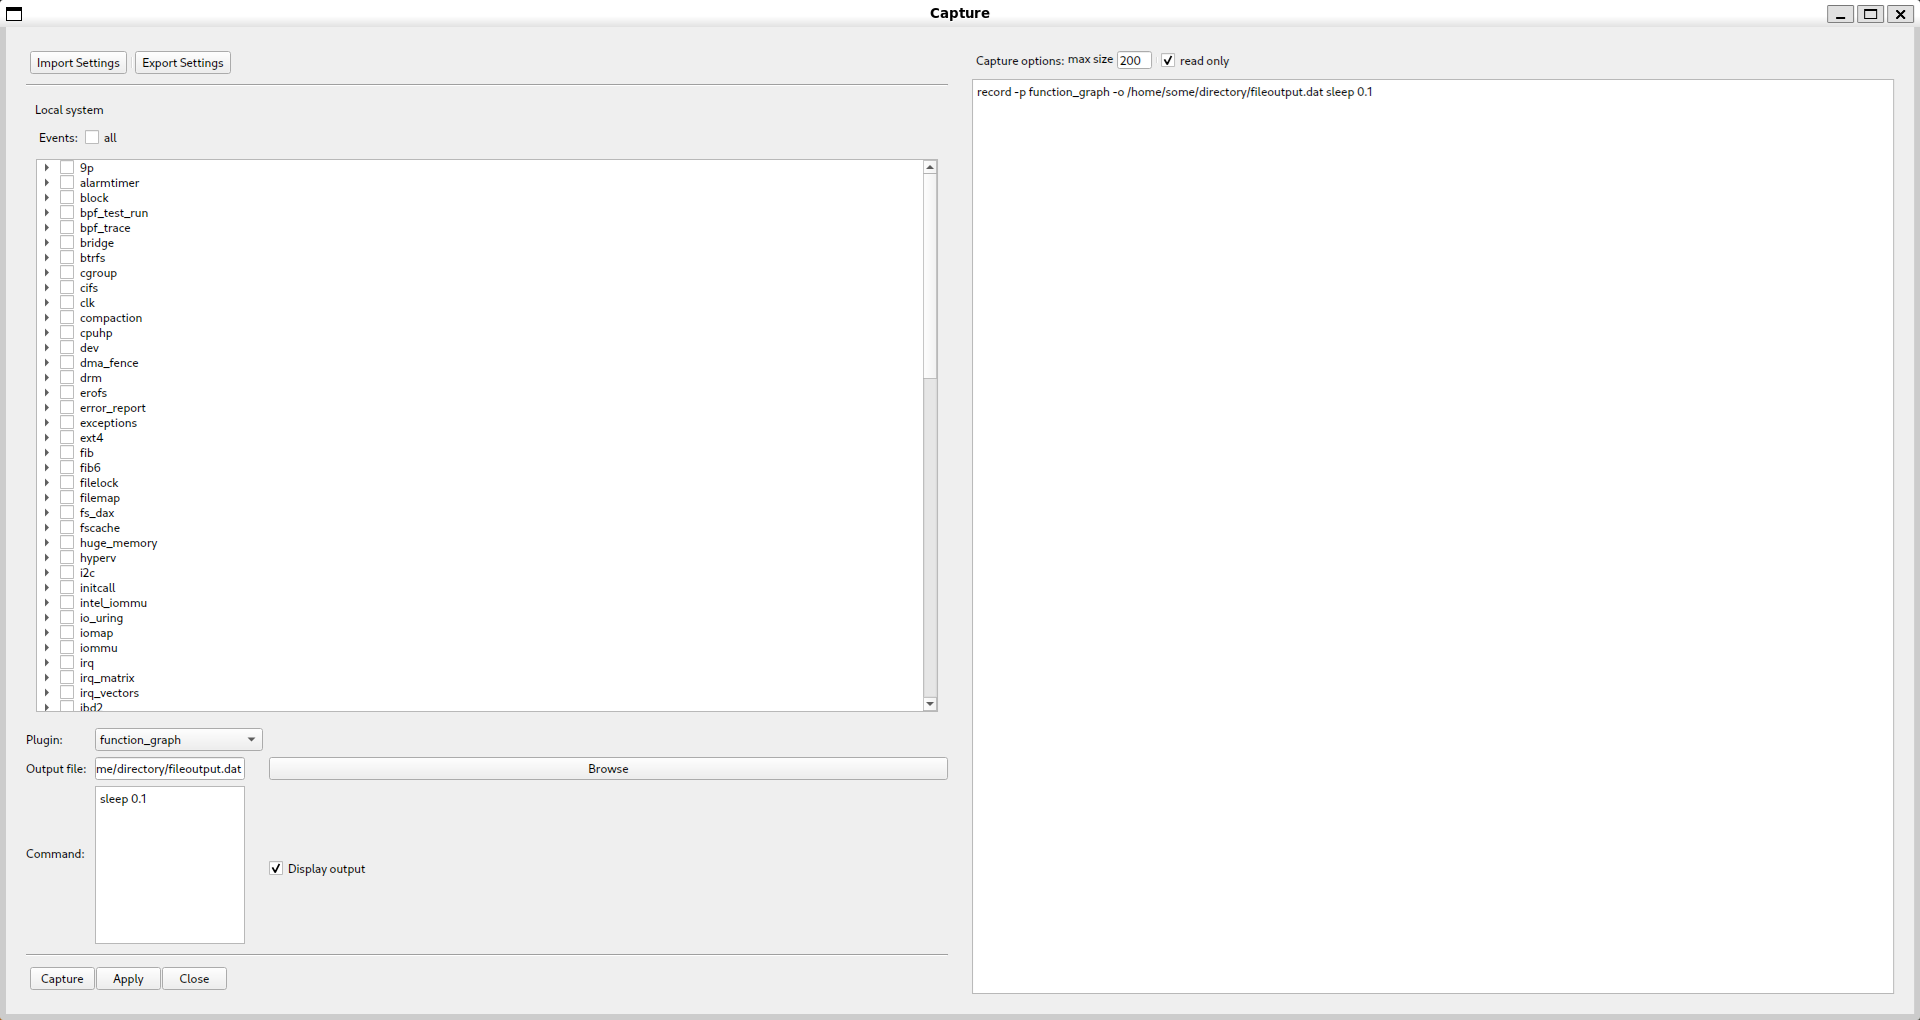 Capture
Import Settings Export Settings
Local system
Events: all
9p
alarmtimer
block
bpf_test_run
bpf_trace
bridge
btrfs
cgroup
cifs
clk
compaction
cpuhp
dev
dma_fence
drm
erofs
error_report
exceptions
ext4
fib
fib6
filelock
filemap
fs_dax
fscache
huge_memory
hyperv
i2c
initcall
intel_iommu
io_uring
iomap
iommu
irq
irq_matrix
irq_vectors
jbd2
Plugin: function_graph
Output file: me/directory/fileoutput.dat Browse
Command: sleep 0.1
Display output
Capture Apply Close
Capture options: max size 200 read only
record -p function_graph -o /home/some/directory/fileoutput.dat sleep 0.1